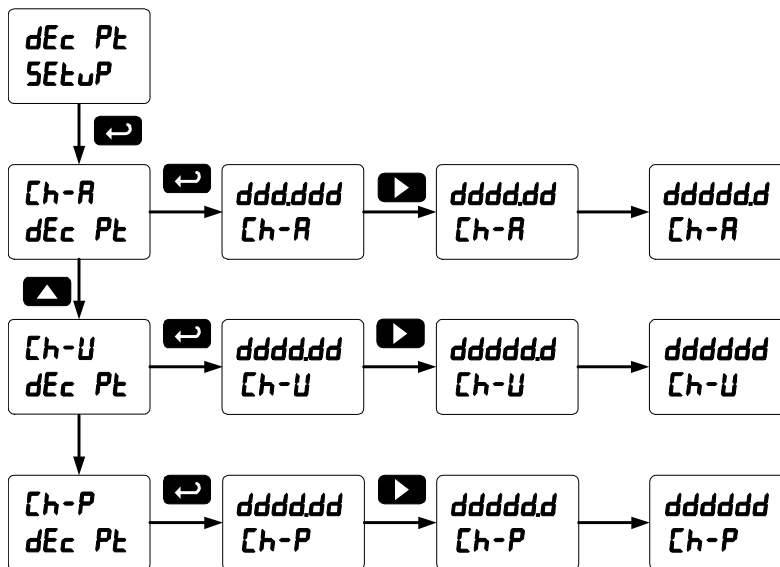 dEc Pt
SEtuP
Ch-A
dEc Pt
ddd.ddd
Ch-A
dddd.dd
Ch-A
ddddd.d
Ch-A
Ch-U
dEc Pt
dddd.dd
Ch-U
ddddd.d
Ch-U
dddddd
Ch-U
Ch-P
dEc Pt
dddd.dd
Ch-P
ddddd.d
Ch-P
dddddd
Ch-P